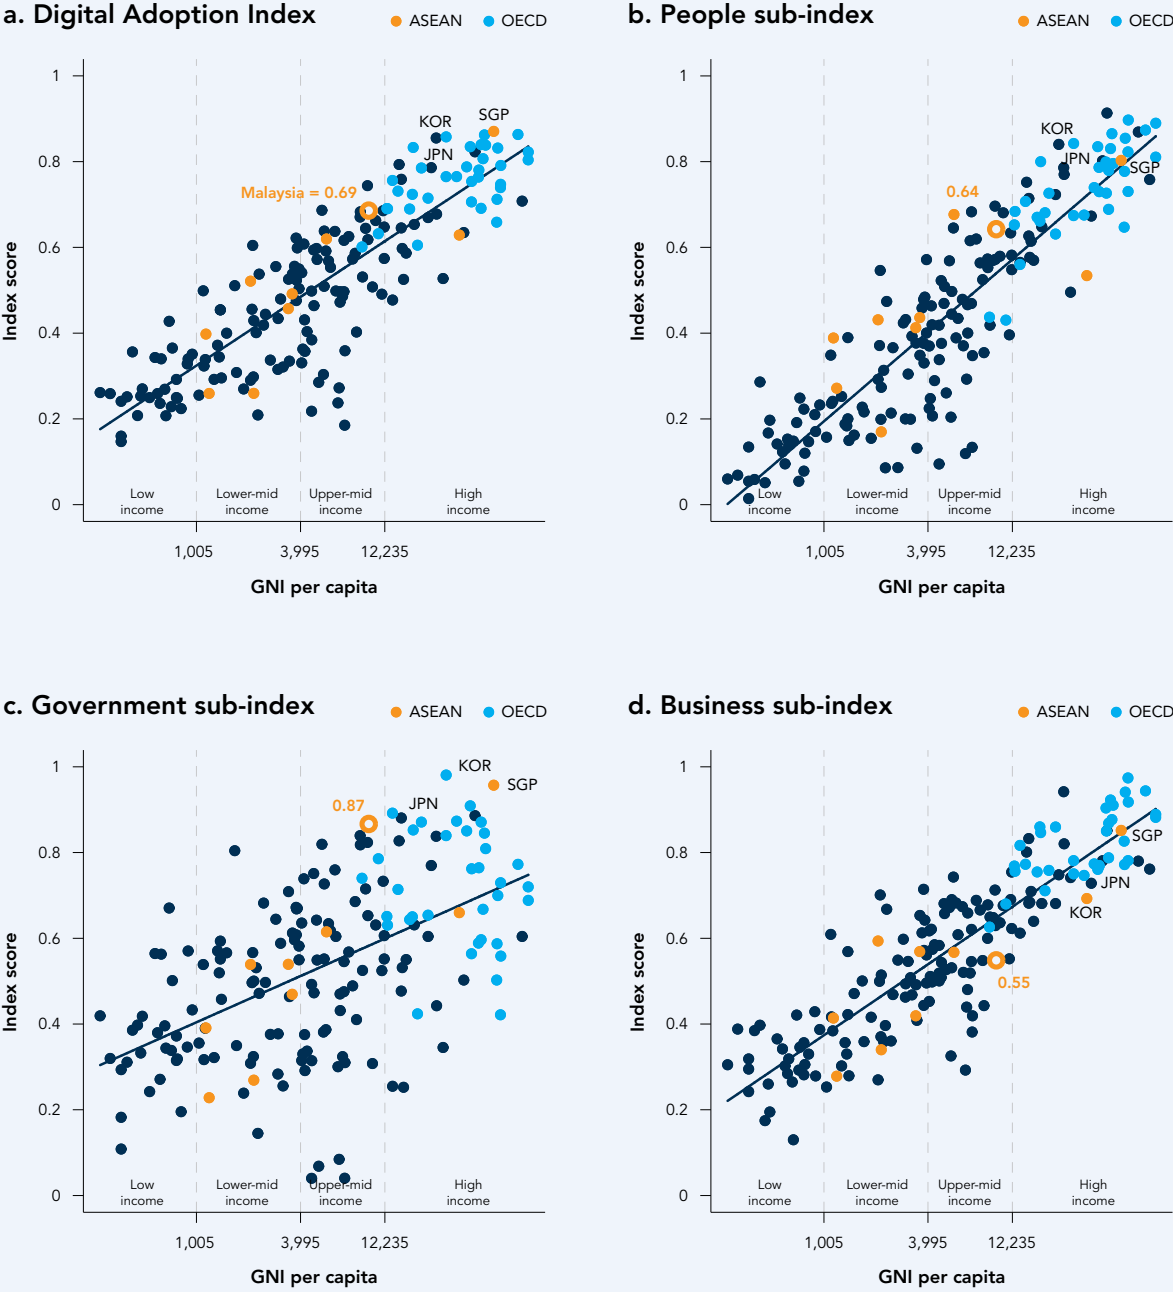 a. Digital Adoption Index
ASEAN OECD
Index score
1
0.8
0.6
0.4
0.2
0
KOR
SGP
JPN
Malaysia = 0.69
Low income
Lower-mid income
Upper-mid income
High income
1,005 3,995 12,235
GNI per capita
b. People sub-index
ASEAN OECD
Index score
1
0.8
0.6
0.4
0.2
0
KOR
JPN
SGP
0.64
Low income
Lower-mid income
Upper-mid income
High income
1,005 3,995 12,235
GNI per capita
c. Government sub-index
ASEAN OECD
Index score
1
0.8
0.6
0.4
0.2
0
KOR
SGP
JPN
0.87
Low income
Lower-mid income
Upper-mid income
High income
1,005 3,995 12,235
GNI per capita
d. Business sub-index
ASEAN OECD
Index score
1
0.8
0.6
0.4
0.2
0
SGP
JPN
KOR
0.55
Low income
Lower-mid income
Upper-mid income
High income
1,005 3,995 12,235
GNI per capita